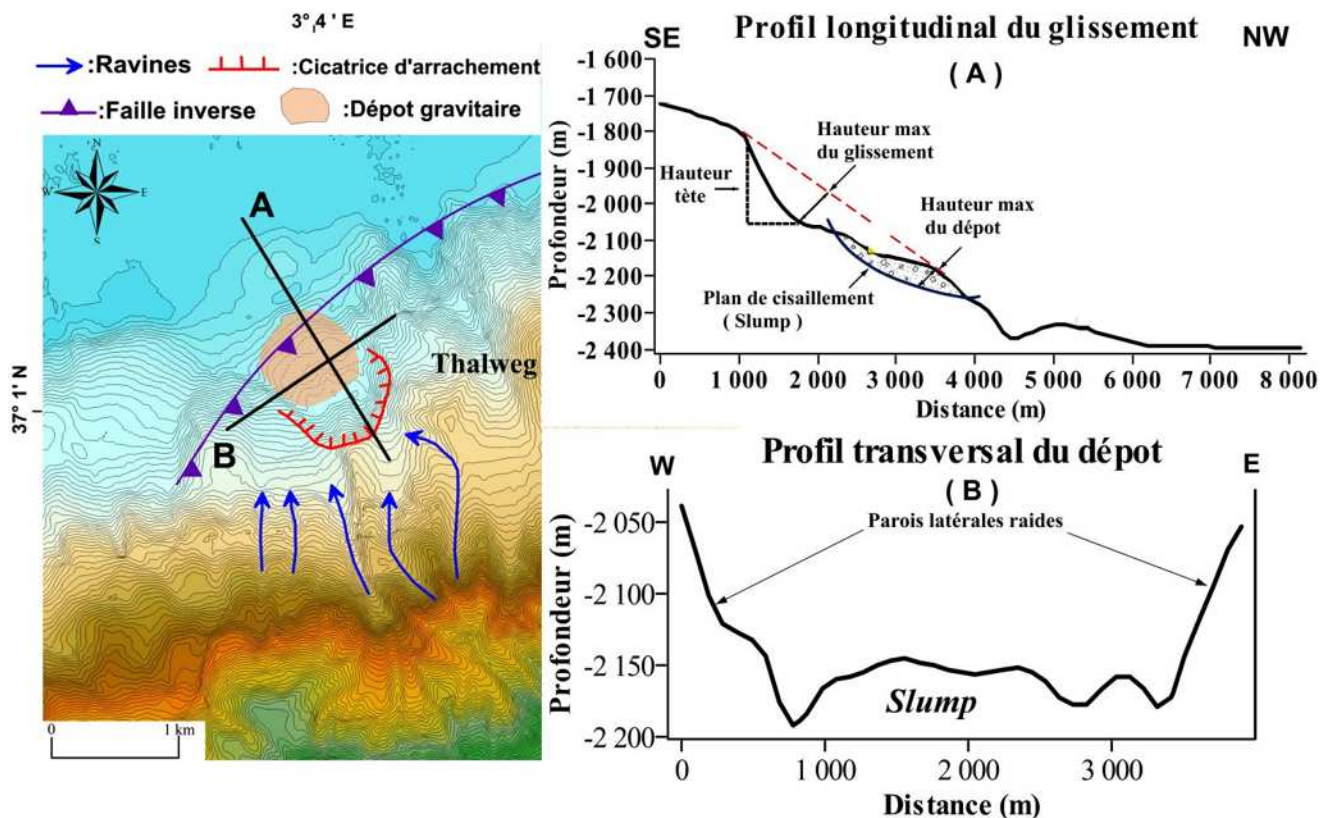 3° 4 ' E
:Ravines
:Cicatrice d'arrachement
:Faille inverse
:Dépot gravitaire
N
W
E
S
A
B
Thalweg
37° 1' N
0
1 km
Profil longitudinal du glissement
SE
NW
( A )
Profondeur (m)
-1 600
-1 700
-1 800
-1 900
-2 000
-2 100
-2 200
-2 300
-2 400
Hauteur max
du glissement
Hauteur
tète
Hauteur max
du dépot
Plan de cisaillement
( Slump )
0
1 000
2 000
3 000
4 000
5 000
6 000
7 000
8 000
Distance (m)
Profil transversal du dépot
W
E
( B )
Parois latérales raides
Profondeur (m)
-2 050
-2 100
-2 150
-2 200
Slump
0
1 000
2 000
3 000
Distance (m)